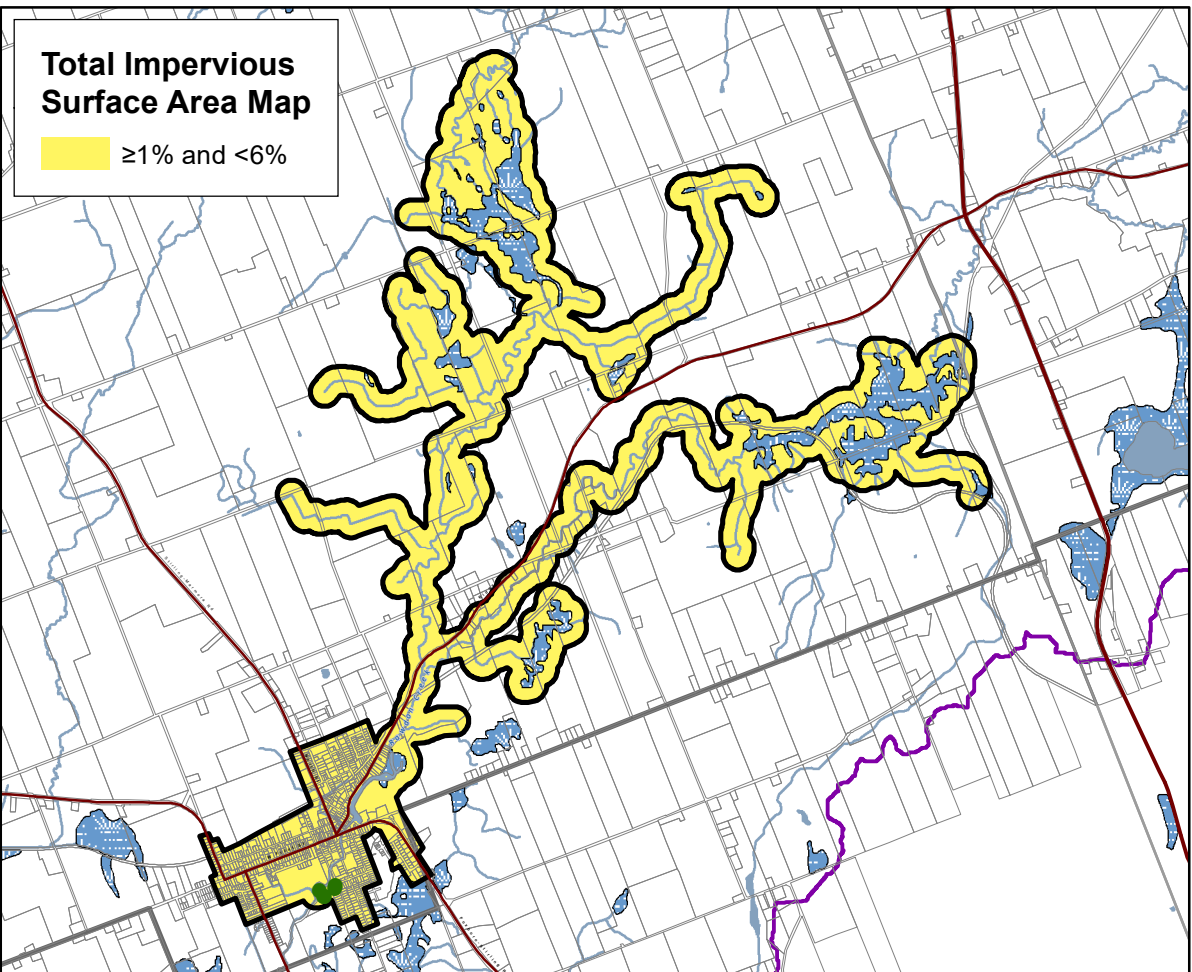 Total Impervious
Surface Area Map
≥1% and <6%